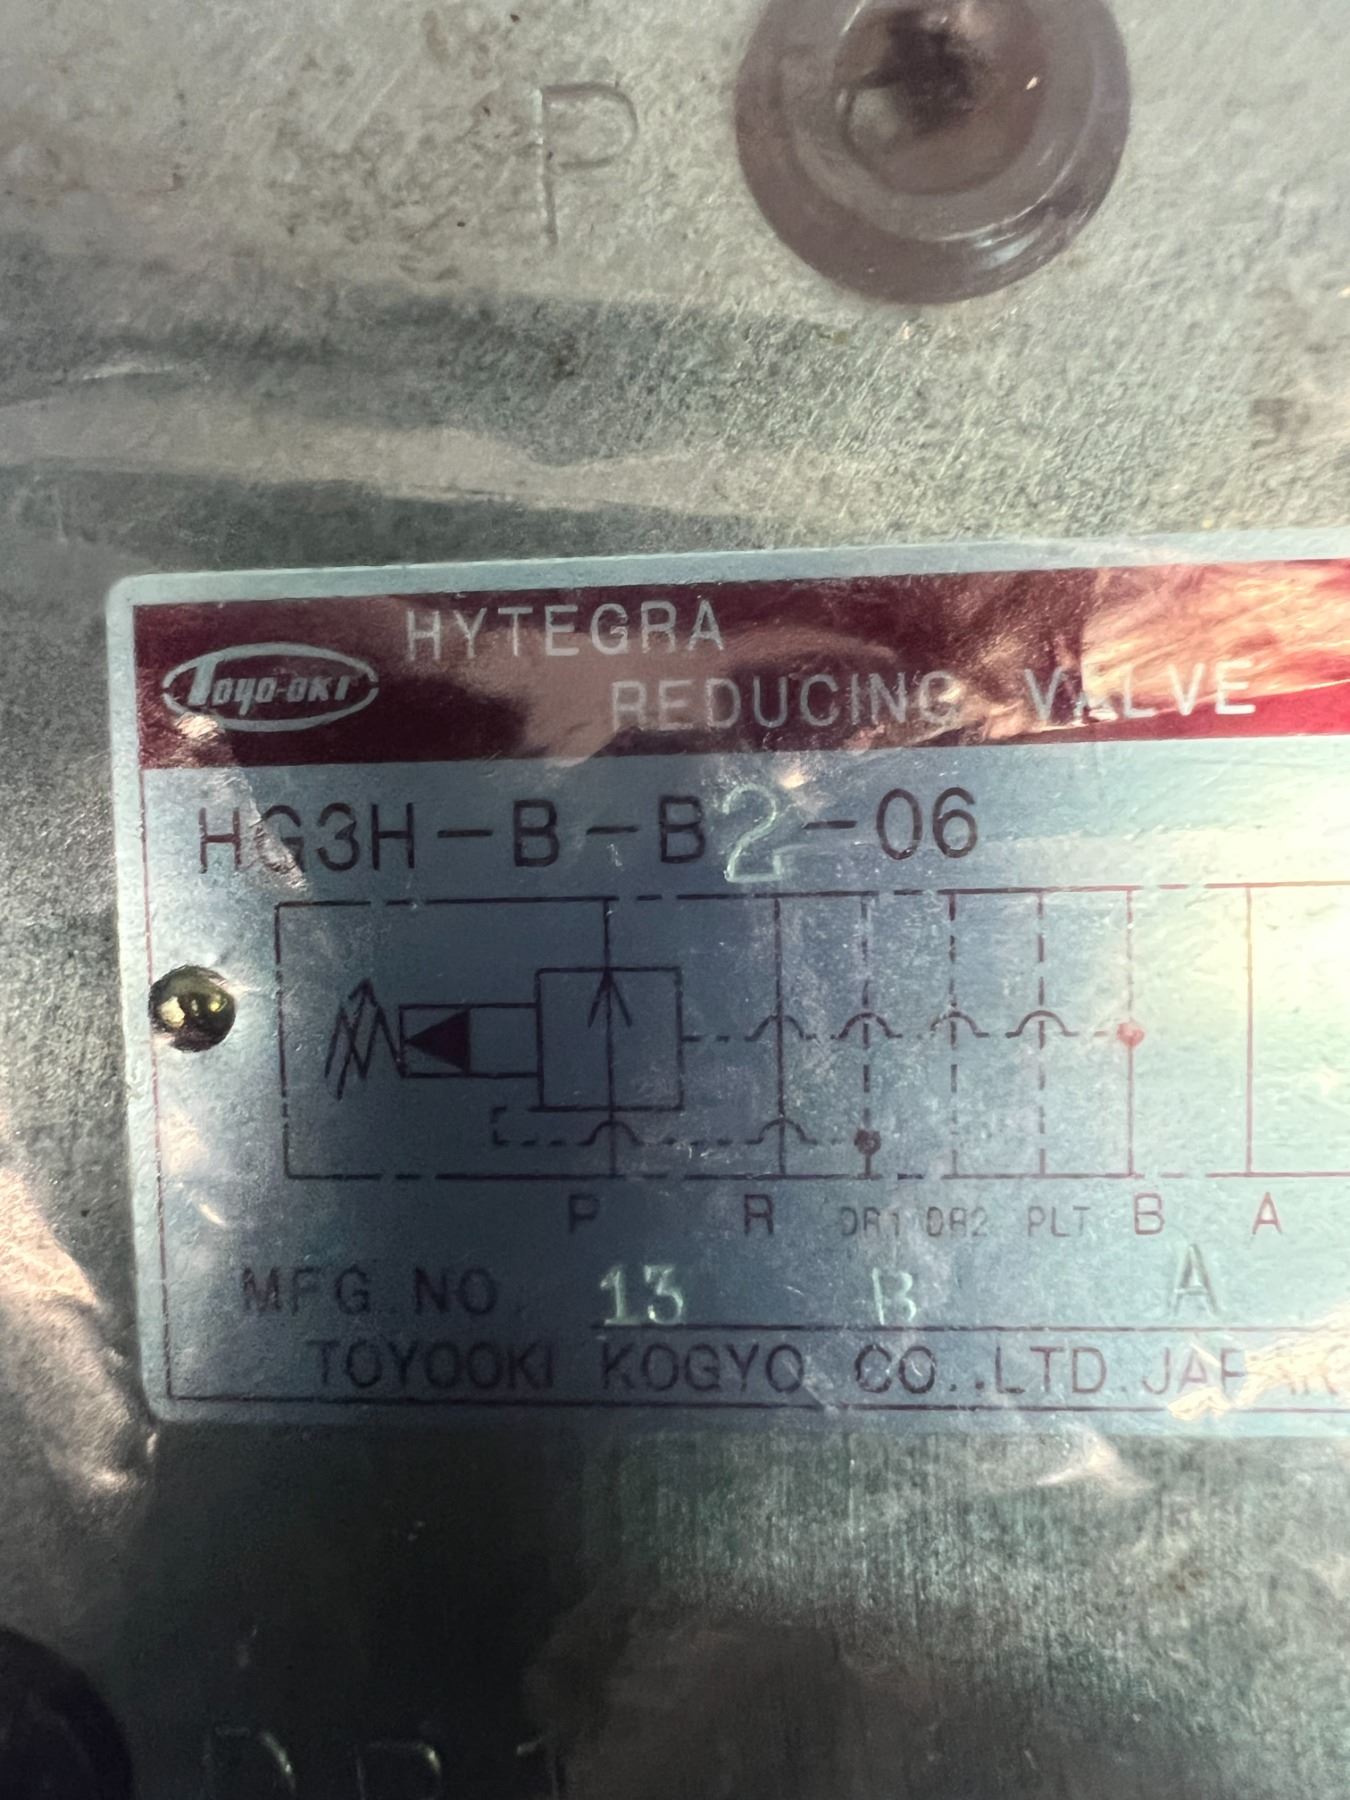 P
HYTEGRA
Toyo-oki
REDUCING VALVE
HG3H-B-B2-06
P R DR1 DR2 PLT B A
MFG. NO. 13 B A
TOYOOKI KOGYO CO.,LTD.JAPAN
DR1